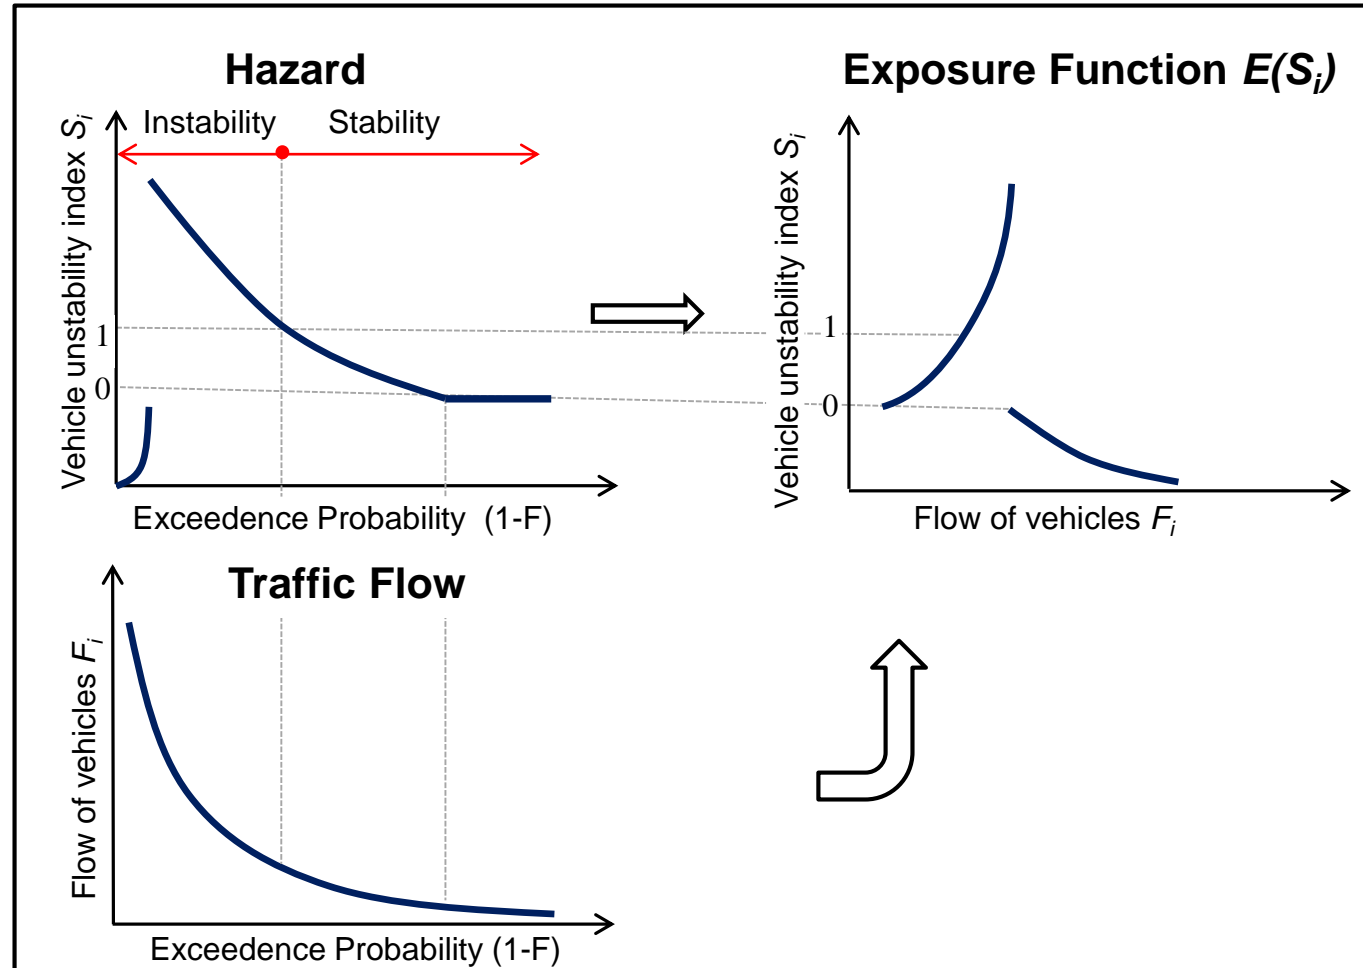 Hazard
Instability
Stability
Vehicle unstability index Si
1
0
Exceedence Probability (1-F)
Exposure Function E(Si)
Vehicle unstability index Si
1
0
Flow of vehicles Fi
Traffic Flow
Flow of vehicles Fi
Exceedence Probability (1-F)